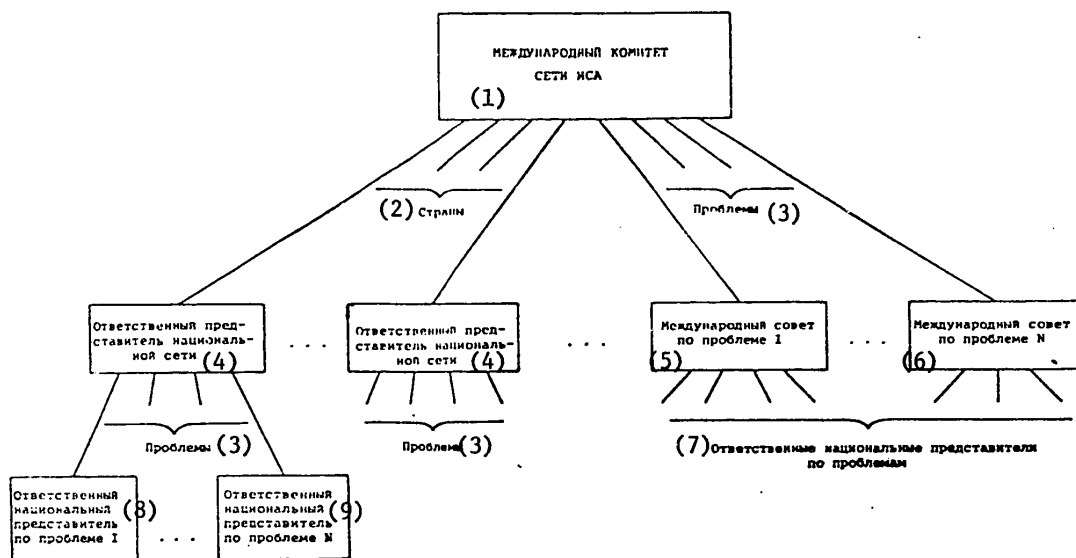 МЕЖДУНАРОДНЫЙ КОМИТЕТ
СЕТИ ИСА
(1)
(2) Страны
Проблемы (3)
Ответственный пред-
ставитель националь-
ной сети (4)
. . .
Ответственный пред-
ставитель националь-
ной сети (4)
. . .
Международный совет
по проблеме I
(5)
. . .
Международный совет
по проблеме N
(6)
Проблемы (3)
Проблемы (3)
(7) Ответственные национальные представители
по проблемам
Ответственный
национальный (8)
представитель
по проблеме I
. . .
Ответственный
национальный (9)
представитель
по проблеме N